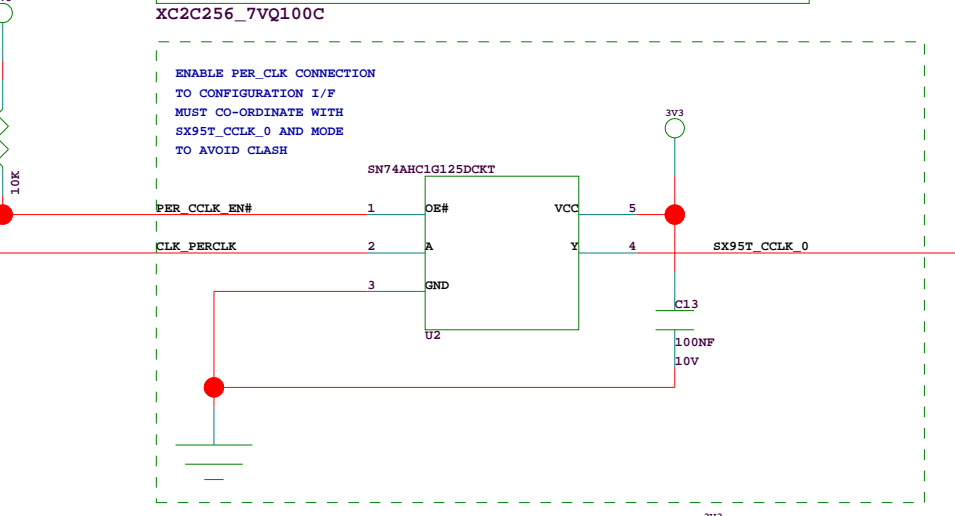 XC2C256_7VQ100C
ENABLE PER_CLK CONNECTION
TO CONFIGURATION I/F
MUST CO-ORDINATE WITH
SX95T_CCLK_0 AND MODE
TO AVOID CLASH
3V3
SN74AHC1G125DCKT
10K
PER_CCLK_EN# 1 OE# VCC 5
CLK_PERCLK 2 A Y 4 SX95T_CCLK_0
3 GND
C13
U2
100NF
10V